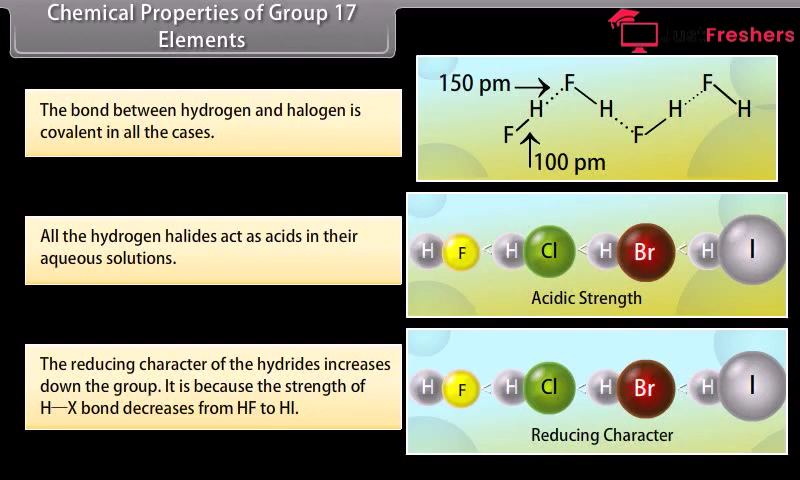 Chemical Properties of Group 17
Elements
Just Freshers
The bond between hydrogen and halogen is
covalent in all the cases.
150 pm
F F
H H H H
F F
100 pm
All the hydrogen halides act as acids in their
aqueous solutions.
H F < H Cl < H Br < H I
Acidic Strength
The reducing character of the hydrides increases
down the group. It is because the strength of
H—X bond decreases from HF to HI.
H F < H Cl < H Br < H I
Reducing Character